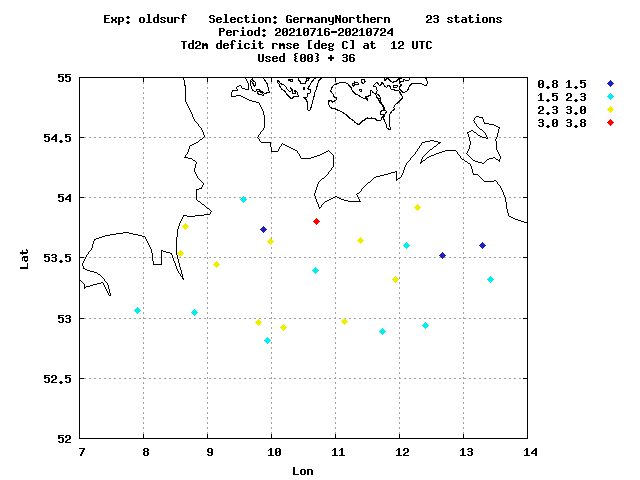 Exp: oldsurf   Selection: GermanyNorthern     23 stations
Period: 20210716-20210724
Td2m deficit rmse [deg C] at  12 UTC
Used {00} + 36
0.8 1.5
1.5 2.3
2.3 3.0
3.0 3.8
55
54.5
54
53.5
53
52.5
52
Lat
7 8 9 10 11 12 13 14
Lon